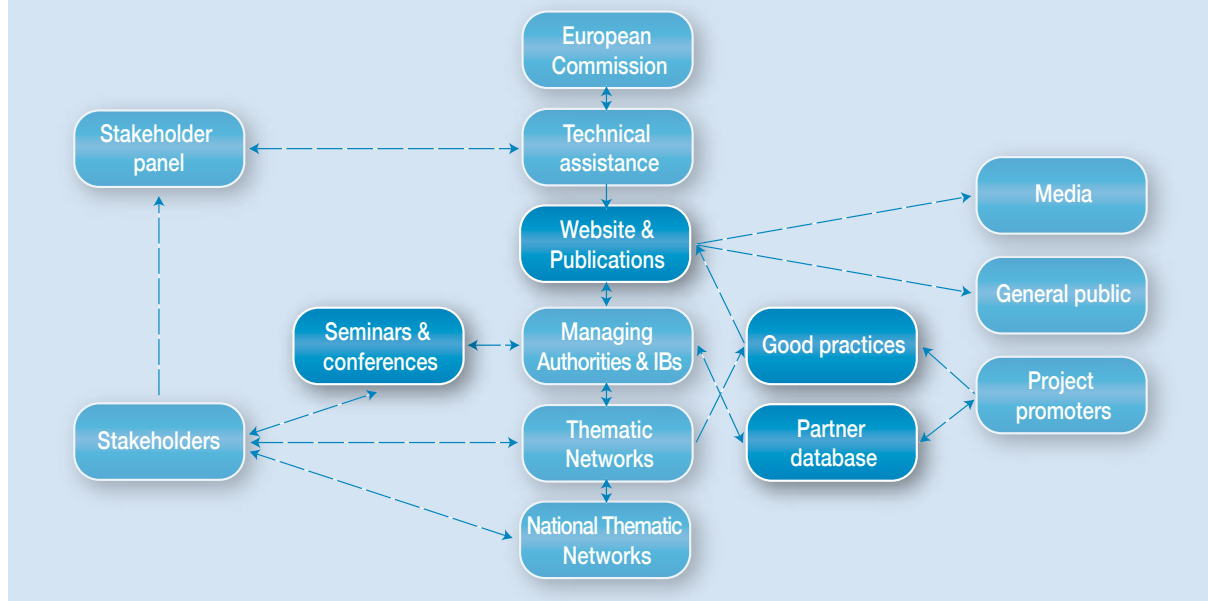 European
Commission
Stakeholder
panel
Technical
assistance
Media
Website &
Publications
General public
Seminars &
conferences
Managing
Authorities & IBs
Good practices
Project
promoters
Stakeholders
Thematic
Networks
Partner
database
National Thematic
Networks